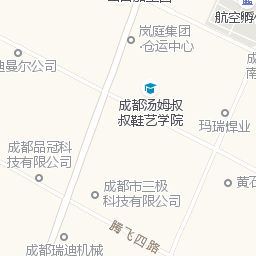 岚庭集团
·仓运中心
航空孵化
迪曼尔公司
成都汤姆叔
叔鞋艺学院
成
南
玛瑞焊业
成都品冠科
技有限公司
成都市三极
科技有限公司
黄石
腾飞四路
成都瑞迪机械